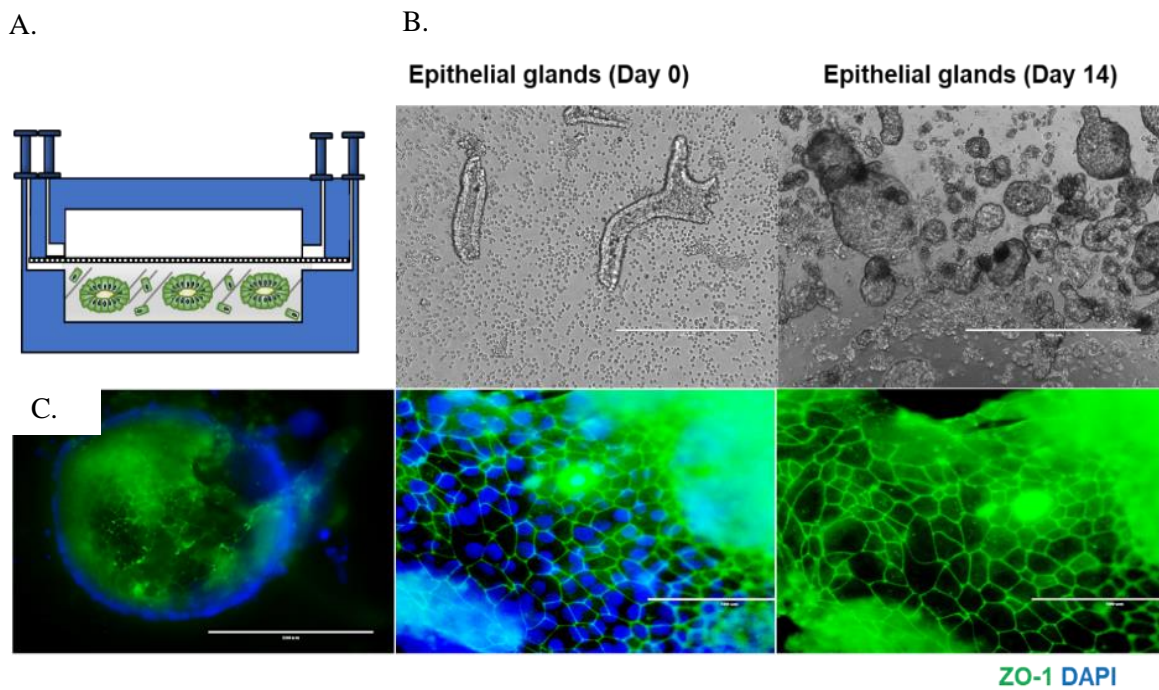 A.
B.
Epithelial glands (Day 0)
Epithelial glands (Day 14)
C.
ZO-1 DAPI